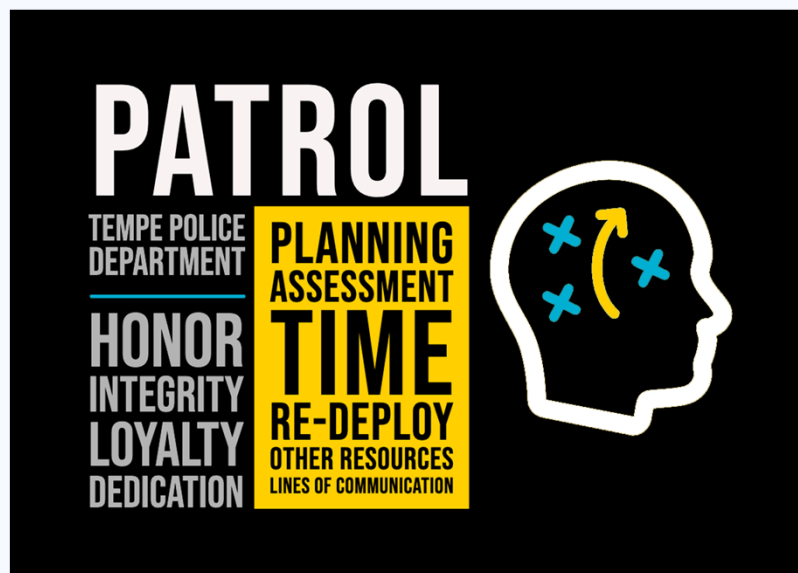 PATROL
TEMPE POLICE
DEPARTMENT
HONOR
INTEGRITY
LOYALTY
DEDICATION
PLANNING
ASSESSMENT
TIME
RE-DEPLOY
OTHER RESOURCES
LINES OF COMMUNICATION